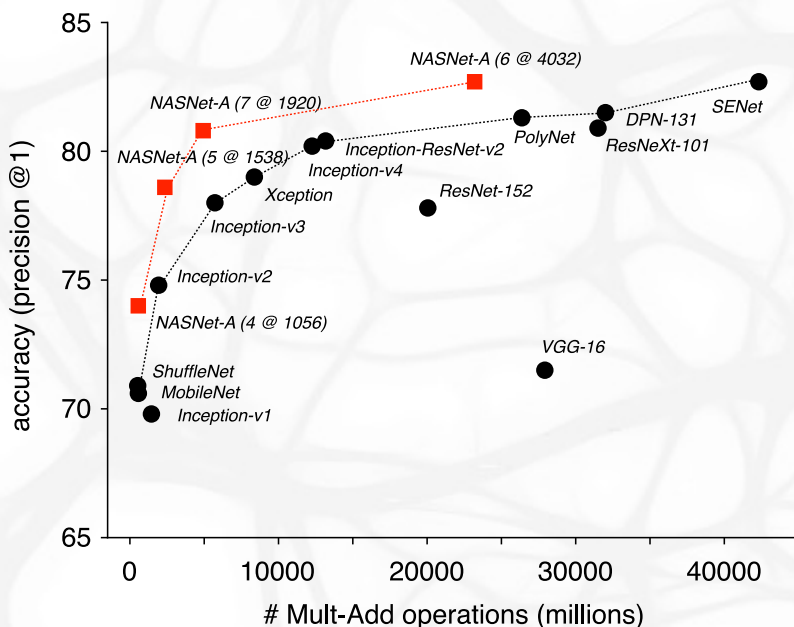 85
80
75
70
65
accuracy (precision @1)
NASNet-A (6 @ 4032)
NASNet-A (7 @ 1920)
SENet
DPN-131
PolyNet
ResNeXt-101
Inception-ResNet-v2
NASNet-A (5 @ 1538)
Inception-v4
Xception
ResNet-152
Inception-v3
Inception-v2
NASNet-A (4 @ 1056)
VGG-16
ShuffleNet
MobileNet
Inception-v1
0
10000
20000
30000
40000
# Mult-Add operations (millions)